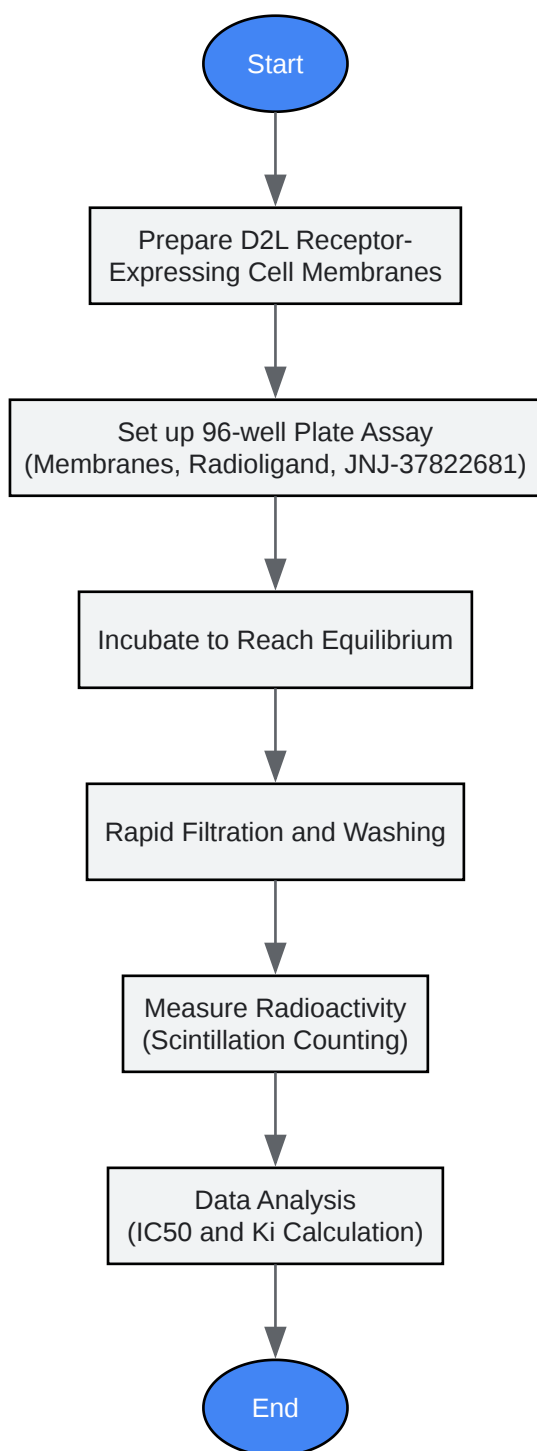 Start
Prepare D2L Receptor-
Expressing Cell Membranes
Set up 96-well Plate Assay
(Membranes, Radioligand, JNJ-37822681)
Incubate to Reach Equilibrium
Rapid Filtration and Washing
Measure Radioactivity
(Scintillation Counting)
Data Analysis
(IC50 and Ki Calculation)
End